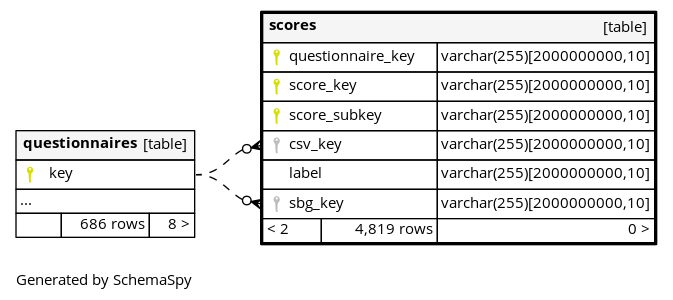 scores [table]
questionnaire_key varchar(255)[2000000000,10]
score_key varchar(255)[2000000000,10]
score_subkey varchar(255)[2000000000,10]
csv_key varchar(255)[2000000000,10]
label varchar(255)[2000000000,10]
sbg_key varchar(255)[2000000000,10]
< 2 4,819 rows 0 >
questionnaires [table]
key
...
686 rows 8 >
Generated by SchemaSpy